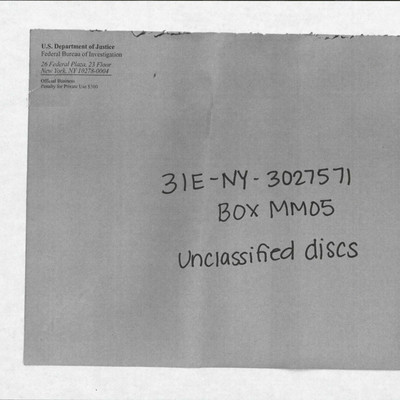 U.S. Department of Justice
Federal Bureau of Investigation
26 Federal Plaza, 23 Floor
New York, NY 10278-0004
Official Business
Penalty for Private Use $300
31E-NY-3027571
BOX MM05
Unclassified discs